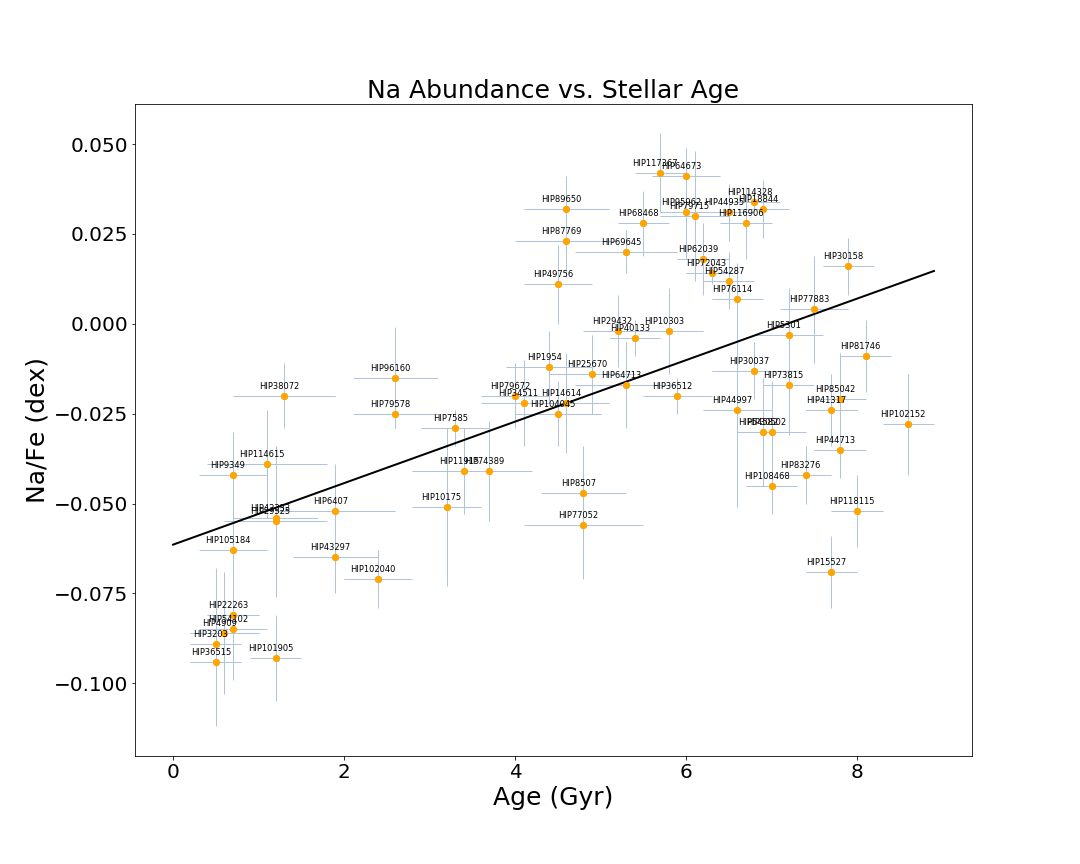 Na Abundance vs. Stellar Age
Na/Fe (dex)
0.050
0.025
0.000
−0.025
−0.050
−0.075
−0.100
HIP64673
HIP89650
HIP68468
HIP79715
HIP114328
HIP18844
HIP116906
HIP87769
HIP69645
HIP62039
HIP30158
HIP49756
HIP72043
HIP54287
HIP76114
HIP77883
HIP29432
HIP40133
HIP10303
HIP5301
HIP81746
HIP1954
HIP25670
HIP96160
HIP64713
HIP30037
HIP73815
HIP38072
HIP79672
HIP34511
HIP14614
HIP104045
HIP36512
HIP44997
HIP85042
HIP41317
HIP79578
HIP7585
HIP102152
HIP44713
HIP114615
HIP9349
HIP74389
HIP83276
HIP108468
HIP8507
HIP6407
HIP10175
HIP118115
HIP77052
HIP105184
HIP43297
HIP102040
HIP15527
HIP22263
HIP54102
HIP4909
HIP3203
HIP36515
HIP101905
0
2
4
6
8
Age (Gyr)